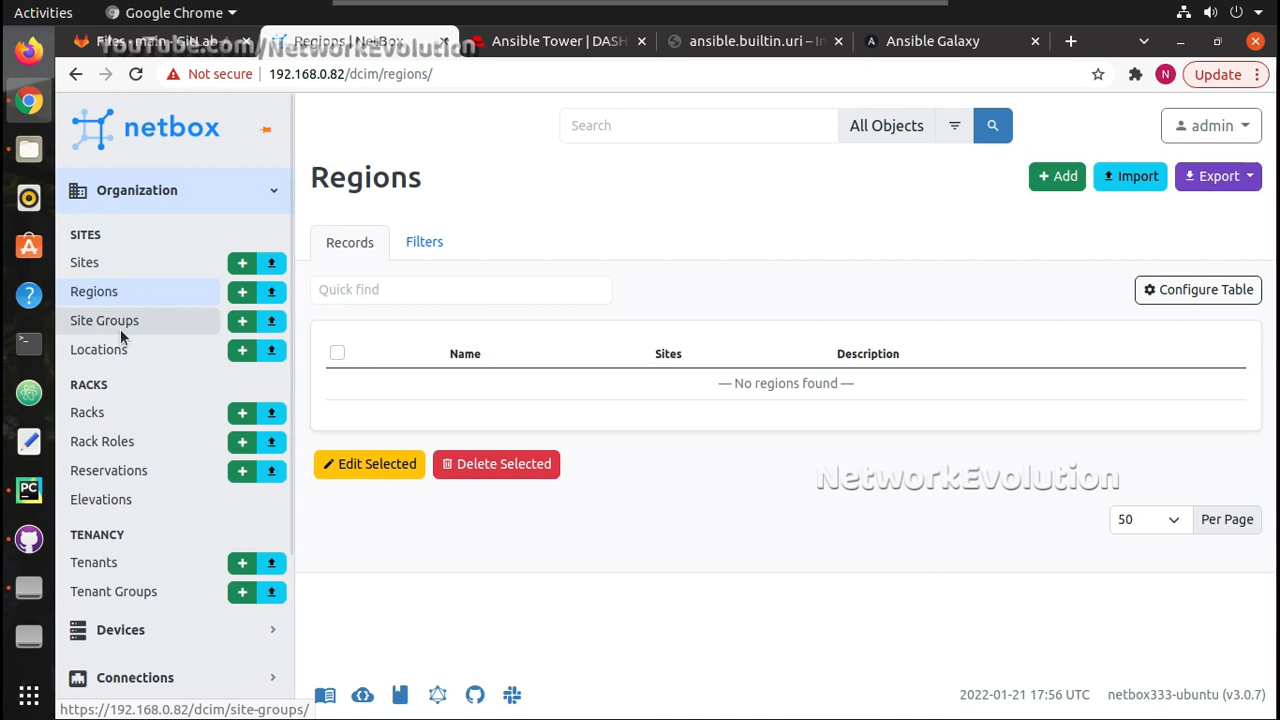 Activities
Google Chrome
Files · main · GitLab
Regions | NetBox
Ansible Tower | DASH
ansible.builtin.uri – In
Ansible Galaxy
Youtube.com/NetworkEvolution
Not secure
192.168.0.82/dcim/regions/
N
Update
netbox
Search
All Objects
admin
Organization
Regions
+ Add
Import
Export
SITES
Sites
Regions
Site Groups
Locations
RACKS
Racks
Rack Roles
Reservations
Elevations
TENANCY
Tenants
Tenant Groups
Devices
Connections
Records
Filters
Quick find
Configure Table
Name
Sites
Description
— No regions found —
Edit Selected
Delete Selected
NetworkEvolution
50
Per Page
PC
2022-01-21 17:56 UTC
netbox333-ubuntu (v3.0.7)
https://192.168.0.82/dcim/site-groups/